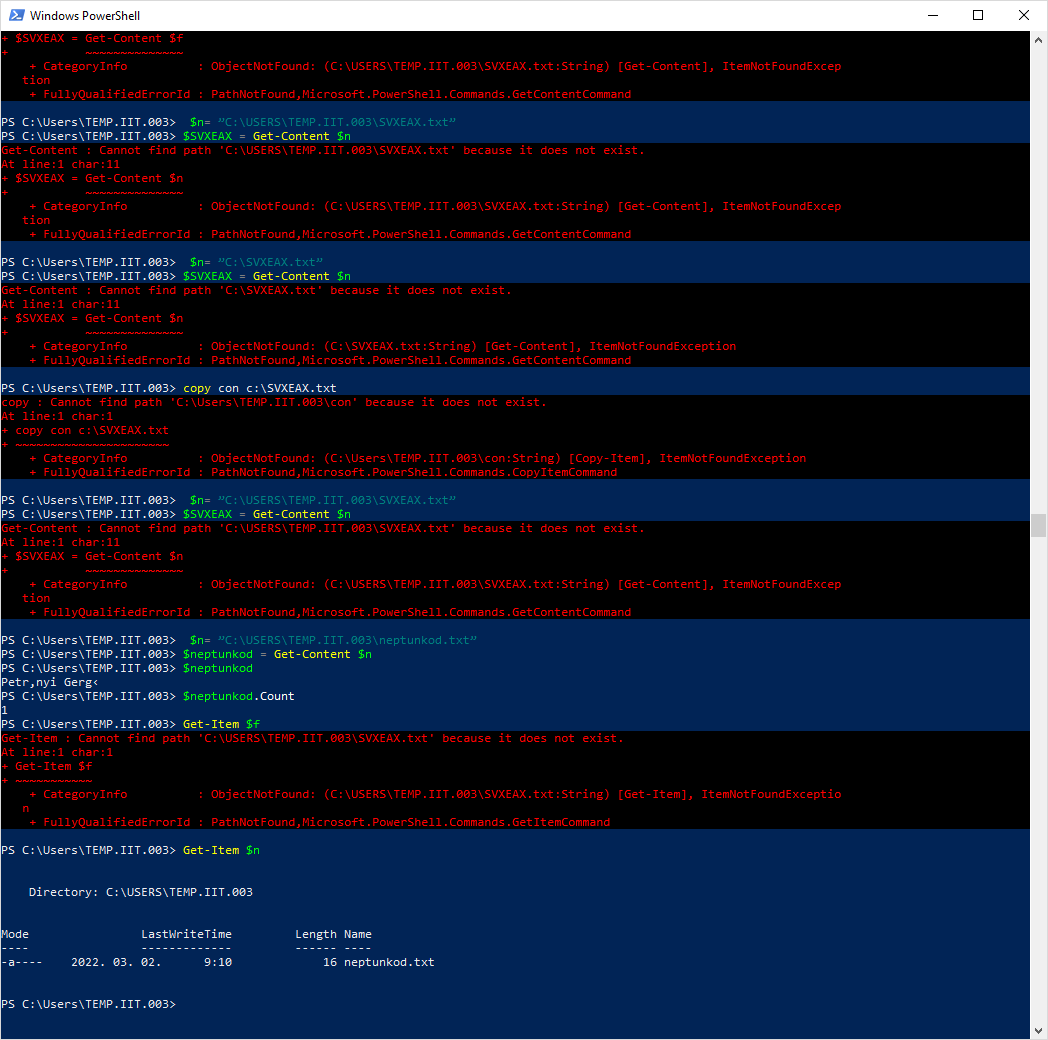 Windows PowerShell
+ $SVXEAX = Get-Content $f
+           ~~~~~~~~~~~~~~
    + CategoryInfo          : ObjectNotFound: (C:\USERS\TEMP.IIT.003\SVXEAX.txt:String) [Get-Content], ItemNotFoundExcep
   tion
    + FullyQualifiedErrorId : PathNotFound,Microsoft.PowerShell.Commands.GetContentCommand
PS C:\Users\TEMP.IIT.003>  $n= ”C:\USERS\TEMP.IIT.003\SVXEAX.txt”
PS C:\Users\TEMP.IIT.003> $SVXEAX = Get-Content $n
Get-Content : Cannot find path 'C:\USERS\TEMP.IIT.003\SVXEAX.txt' because it does not exist.
At line:1 char:11
+ $SVXEAX = Get-Content $n
+           ~~~~~~~~~~~~~~
    + CategoryInfo          : ObjectNotFound: (C:\USERS\TEMP.IIT.003\SVXEAX.txt:String) [Get-Content], ItemNotFoundExcep
   tion
    + FullyQualifiedErrorId : PathNotFound,Microsoft.PowerShell.Commands.GetContentCommand
PS C:\Users\TEMP.IIT.003>  $n= ”C:\SVXEAX.txt”
PS C:\Users\TEMP.IIT.003> $SVXEAX = Get-Content $n
Get-Content : Cannot find path 'C:\SVXEAX.txt' because it does not exist.
At line:1 char:11
+ $SVXEAX = Get-Content $n
+           ~~~~~~~~~~~~~~
    + CategoryInfo          : ObjectNotFound: (C:\SVXEAX.txt:String) [Get-Content], ItemNotFoundException
    + FullyQualifiedErrorId : PathNotFound,Microsoft.PowerShell.Commands.GetContentCommand
PS C:\Users\TEMP.IIT.003> copy con c:\SVXEAX.txt
copy : Cannot find path 'C:\Users\TEMP.IIT.003\con' because it does not exist.
At line:1 char:1
+ copy con c:\SVXEAX.txt
+ ~~~~~~~~~~~~~~~~~~~~~~
    + CategoryInfo          : ObjectNotFound: (C:\Users\TEMP.IIT.003\con:String) [Copy-Item], ItemNotFoundException
    + FullyQualifiedErrorId : PathNotFound,Microsoft.PowerShell.Commands.CopyItemCommand
PS C:\Users\TEMP.IIT.003>  $n= ”C:\USERS\TEMP.IIT.003\SVXEAX.txt”
PS C:\Users\TEMP.IIT.003> $SVXEAX = Get-Content $n
Get-Content : Cannot find path 'C:\USERS\TEMP.IIT.003\SVXEAX.txt' because it does not exist.
At line:1 char:11
+ $SVXEAX = Get-Content $n
+           ~~~~~~~~~~~~~~
    + CategoryInfo          : ObjectNotFound: (C:\USERS\TEMP.IIT.003\SVXEAX.txt:String) [Get-Content], ItemNotFoundExcep
   tion
    + FullyQualifiedErrorId : PathNotFound,Microsoft.PowerShell.Commands.GetContentCommand
PS C:\Users\TEMP.IIT.003>  $n= ”C:\USERS\TEMP.IIT.003\neptunkod.txt”
PS C:\Users\TEMP.IIT.003> $neptunkod = Get-Content $n
PS C:\Users\TEMP.IIT.003> $neptunkod
Petr‚nyi Gerg‹
PS C:\Users\TEMP.IIT.003> $neptunkod.Count
1
PS C:\Users\TEMP.IIT.003> Get-Item $f
Get-Item : Cannot find path 'C:\USERS\TEMP.IIT.003\SVXEAX.txt' because it does not exist.
At line:1 char:1
+ Get-Item $f
+ ~~~~~~~~~~~
    + CategoryInfo          : ObjectNotFound: (C:\USERS\TEMP.IIT.003\SVXEAX.txt:String) [Get-Item], ItemNotFoundExceptio
   n
    + FullyQualifiedErrorId : PathNotFound,Microsoft.PowerShell.Commands.GetItemCommand
PS C:\Users\TEMP.IIT.003> Get-Item $n
    Directory: C:\USERS\TEMP.IIT.003
Mode                LastWriteTime         Length Name
----                -------------         ------ ----
-a----    2022. 03. 02.      9:10             16 neptunkod.txt
PS C:\Users\TEMP.IIT.003>